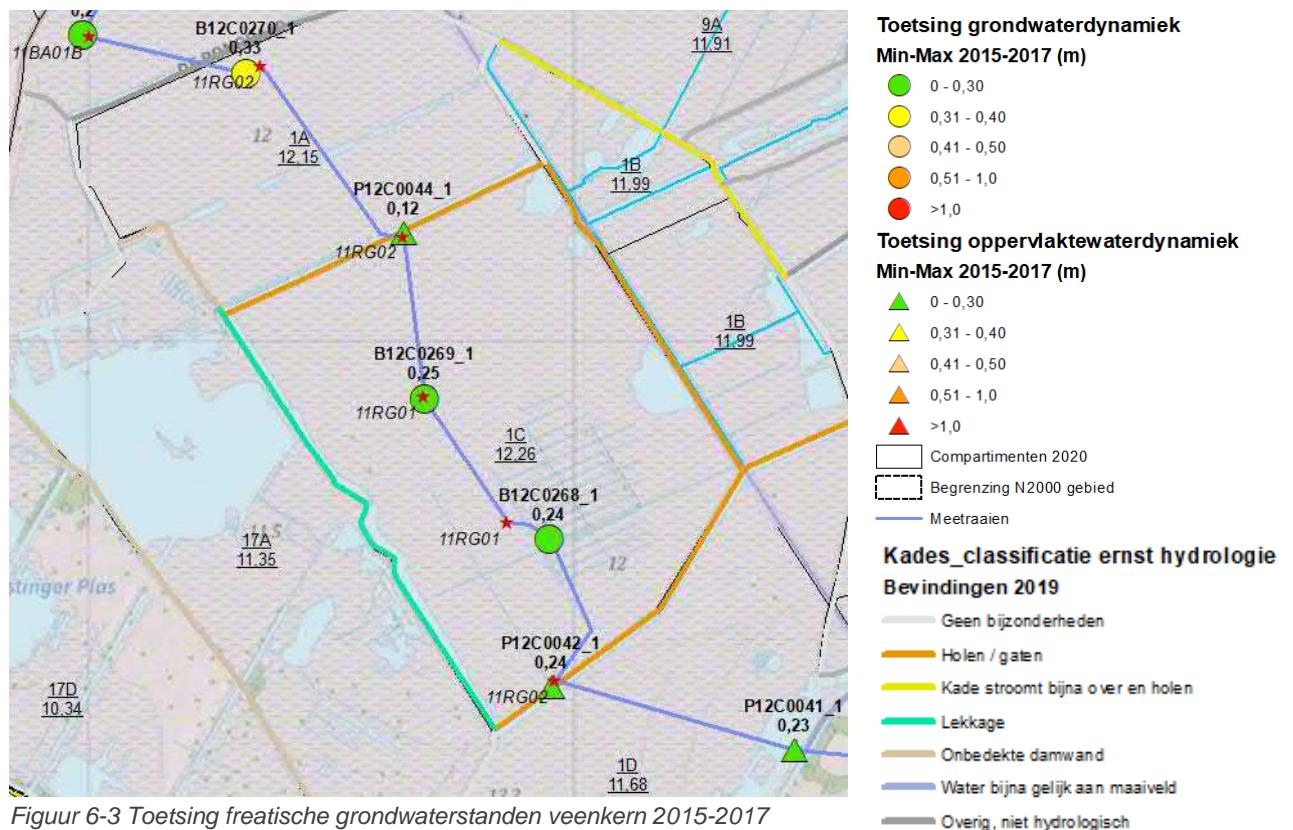 0,2
11BA01B
B12C0270_1
0,33
11RG02
9A
11.91
12
1A
12.15
1B
11.99
P12C0044_1
0,12
11RG02
1B
11.99
B12C0269_1
0,25
11RG01
1C
12.26
B12C0268_1
0,24
11RG01
12
11.5
17A
11.35
stinger Plas
P12C0042_1
0,24
11RG02
17D
10.34
P12C0041_1
0,23
1D
11.68
12.2
Figuur 6-3 Toetsing freatische grondwaterstanden veenkern 2015-2017
Toetsing grondwaterdynamiek
Min-Max 2015-2017 (m)
0 - 0,30
0,31 - 0,40
0,41 - 0,50
0,51 - 1,0
>1,0
Toetsing oppervlaktewaterdynamiek
Min-Max 2015-2017 (m)
0 - 0,30
0,31 - 0,40
0,41 - 0,50
0,51 - 1,0
>1,0
Compartimenten 2020
Begrenzing N2000 gebied
Meetraaien
Kades_classificatie ernst hydrologie
Bevindingen 2019
Geen bijzonderheden
Holen / gaten
Kade stroomt bijna over en holen
Lekkage
Onbedekte damwand
Water bijna gelijk aan maaiveld
Overig, niet hydrologisch